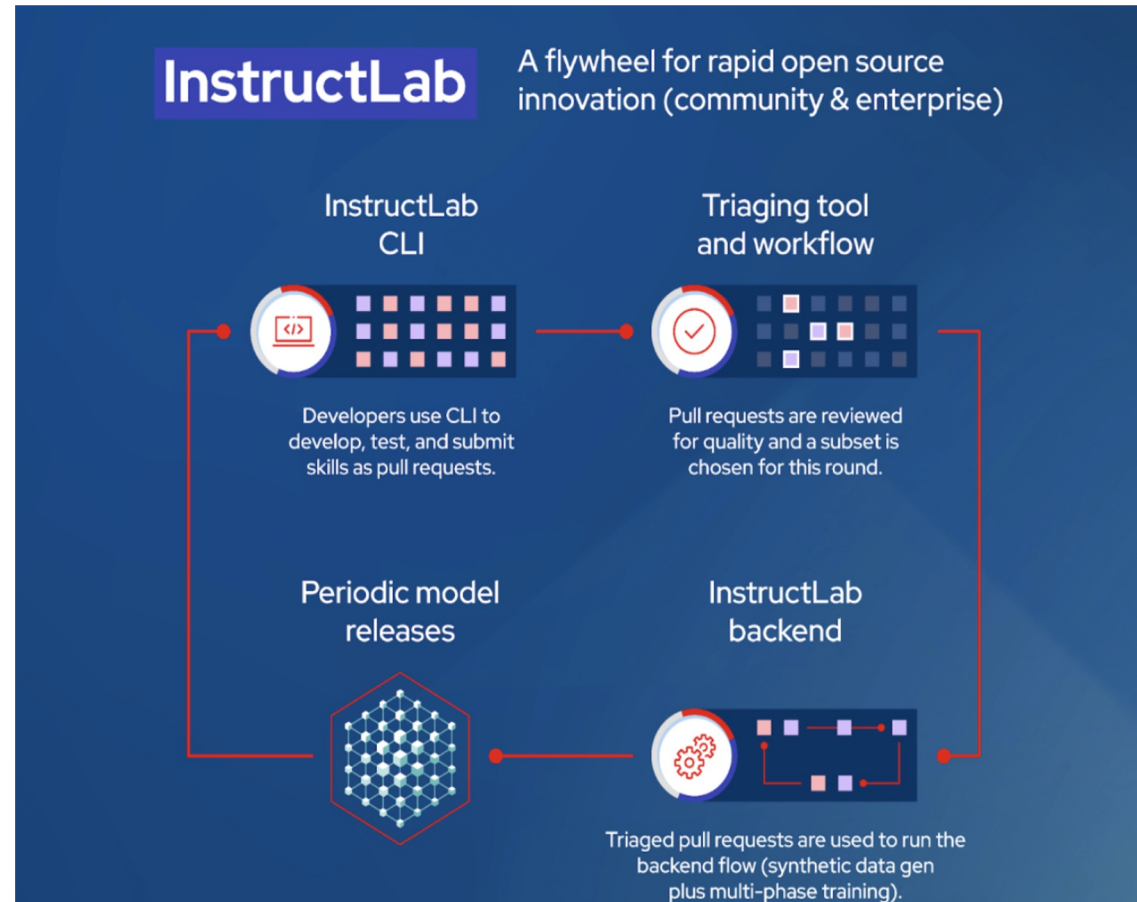 InstructLab
A flywheel for rapid open source
innovation (community & enterprise)
InstructLab
CLI
Developers use CLI to
develop, test, and submit
skills as pull requests.
Triaging tool
and workflow
Pull requests are reviewed
for quality and a subset is
chosen for this round.
Periodic model
releases
InstructLab
backend
Triaged pull requests are used to run the
backend flow (synthetic data gen
plus multi-phase training).